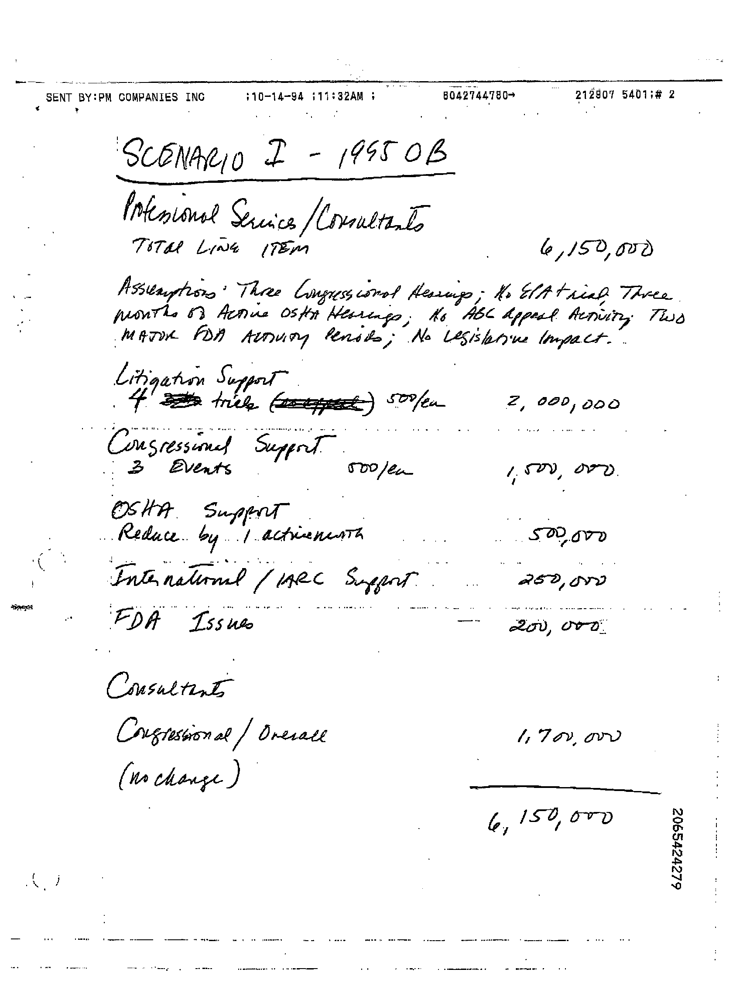 SENT BY:PM COMPANIES INC ;10-14-94 ;11:32AM ; 8042744780→ 212807 5401;# 2
SCENARIO I - 1995 OB
Professional Services/Consultants
TOTAL LINE ITEM 6,150,000
Assumptions: Three Congressional Hearings; No EPA trial, Three
months of Active OSHA Hearings; No ABC Appeal Activity; Two
MAJOR FDA Activity Periods; No Legislative Impact.
Litigation Support
4 trials 500/ea 2,000,000
Congressional Support
3 Events 500/ea 1,500,000
OSHA Support
Reduce by 1 active month 500,000
International / IARC Support 250,000
FDA Issues — 200,000
Consultants
Congressional / Overall 1,700,000
(no change)
6,150,000
2065424279